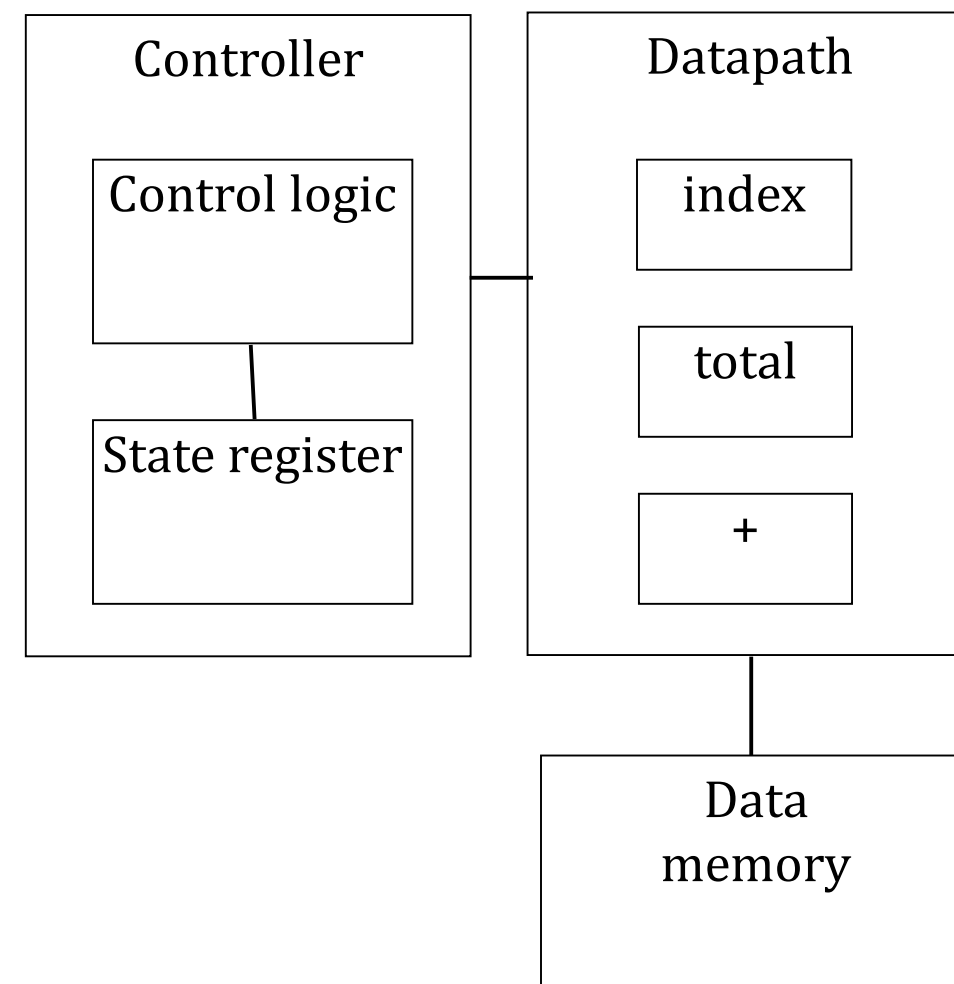 Controller
Control logic
State register
Datapath
index
total
+
Data
memory